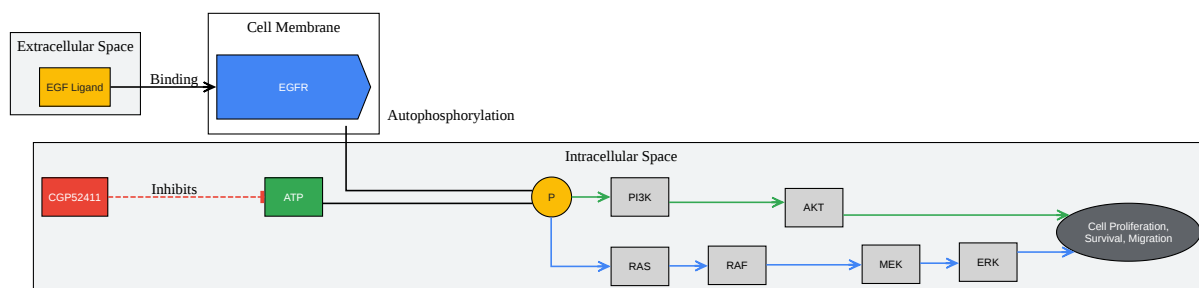 Cell Membrane
Extracellular Space
EGF Ligand
Binding
EGFR
Autophosphorylation
Intracellular Space
CGP52411
Inhibits
ATP
P
PI3K
AKT
Cell Proliferation,
Survival, Migration
RAS
RAF
MEK
ERK